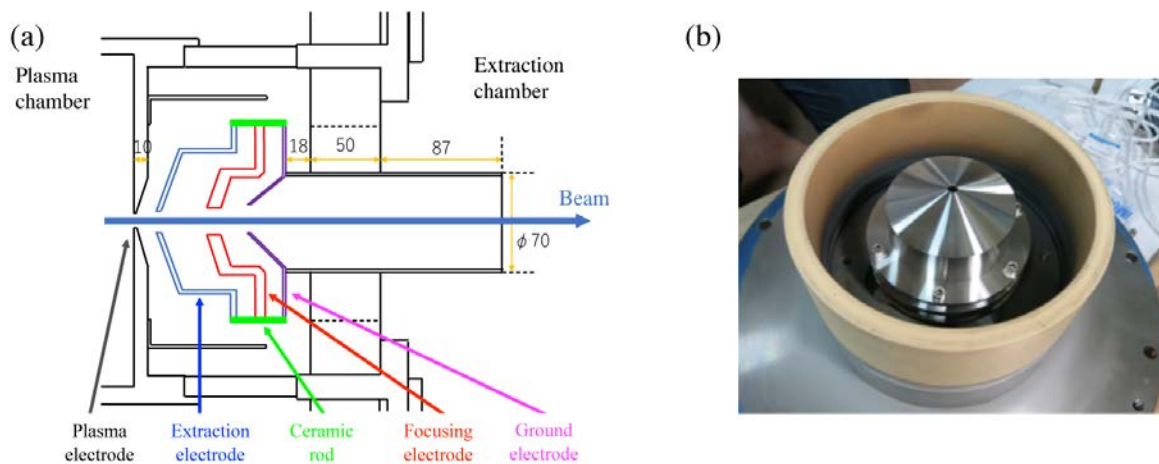 (a)
(b)
Plasma
chamber
Extraction
chamber
10
18
50
87
Beam
ϕ 70
Plasma
electrode
Extraction
electrode
Ceramic
rod
Focusing
electrode
Ground
electrode